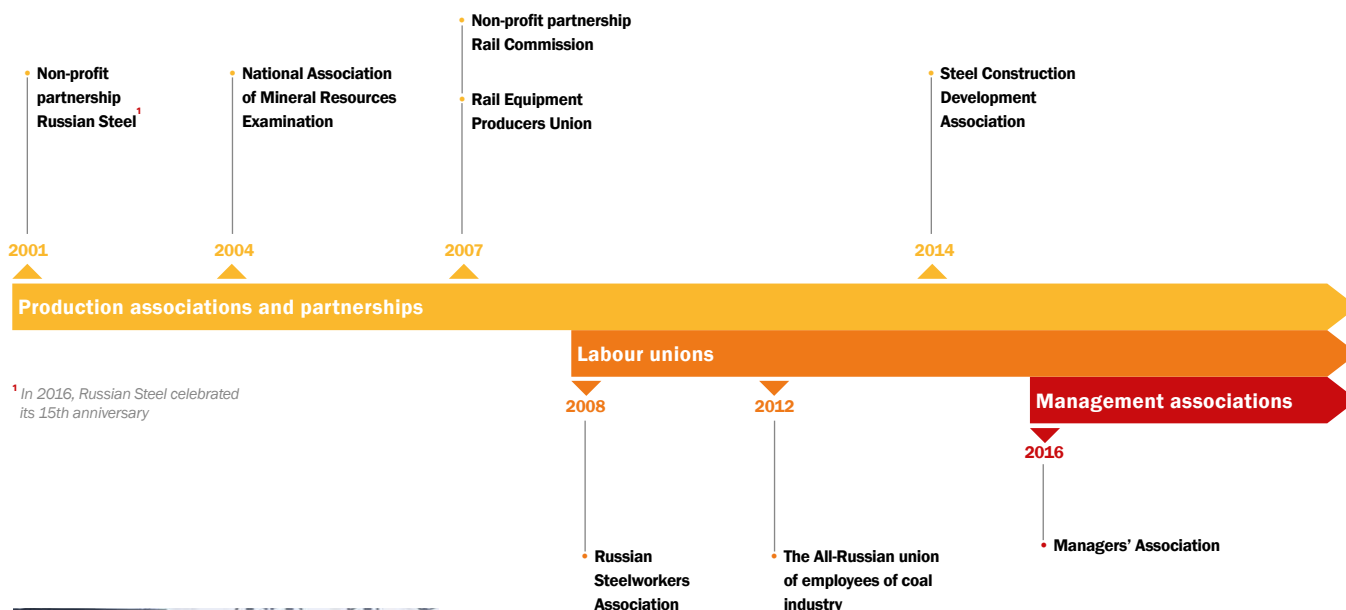 Non-profit partnership
Rail Commission
Non-profit
partnership
Russian Steel¹
National Association
of Mineral Resources
Examination
Rail Equipment
Producers Union
Steel Construction
Development
Association
2001
2004
2007
2014
Production associations and partnerships
Labour unions
¹ In 2016, Russian Steel celebrated
its 15th anniversary
2008
2012
Management associations
2016
Russian
Steelworkers
Association
The All-Russian union
of employees of coal
industry
Managers' Association